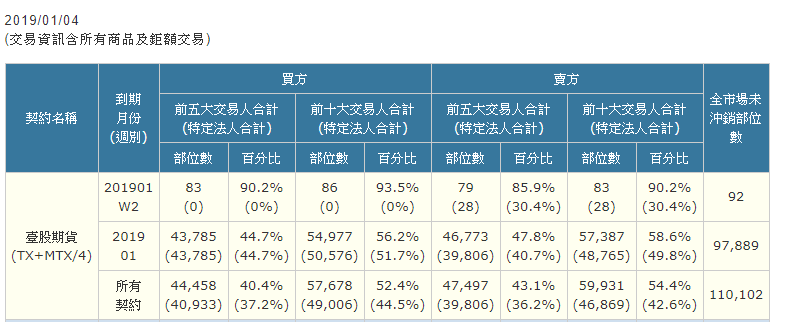 2019/01/04
(交易資訊含所有商品及鉅額交易)
契約名稱 到期月份(週別) 買方 賣方 全市場未沖銷部位數
前五大交易人合計(特定法人合計) 前十大交易人合計(特定法人合計) 前五大交易人合計(特定法人合計) 前十大交易人合計(特定法人合計)
部位數 百分比 部位數 百分比 部位數 百分比 部位數 百分比
臺股期貨
(TX+MTX/4)
201901 83 90.2% 86 93.5% 79 85.9% 83 90.2% 92
W2 (0) (0%) (0) (0%) (28) (30.4%) (28) (30.4%)
2019 43,785 44.7% 54,977 56.2% 46,773 47.8% 57,387 58.6% 97,889
01 (43,785) (44.7%) (50,576) (51.7%) (39,806) (40.7%) (48,765) (49.8%)
所有 44,458 40.4% 57,678 52.4% 47,497 43.1% 59,931 54.4% 110,102
契約 (40,933) (37.2%) (49,006) (44.5%) (39,806) (36.2%) (46,869) (42.6%)